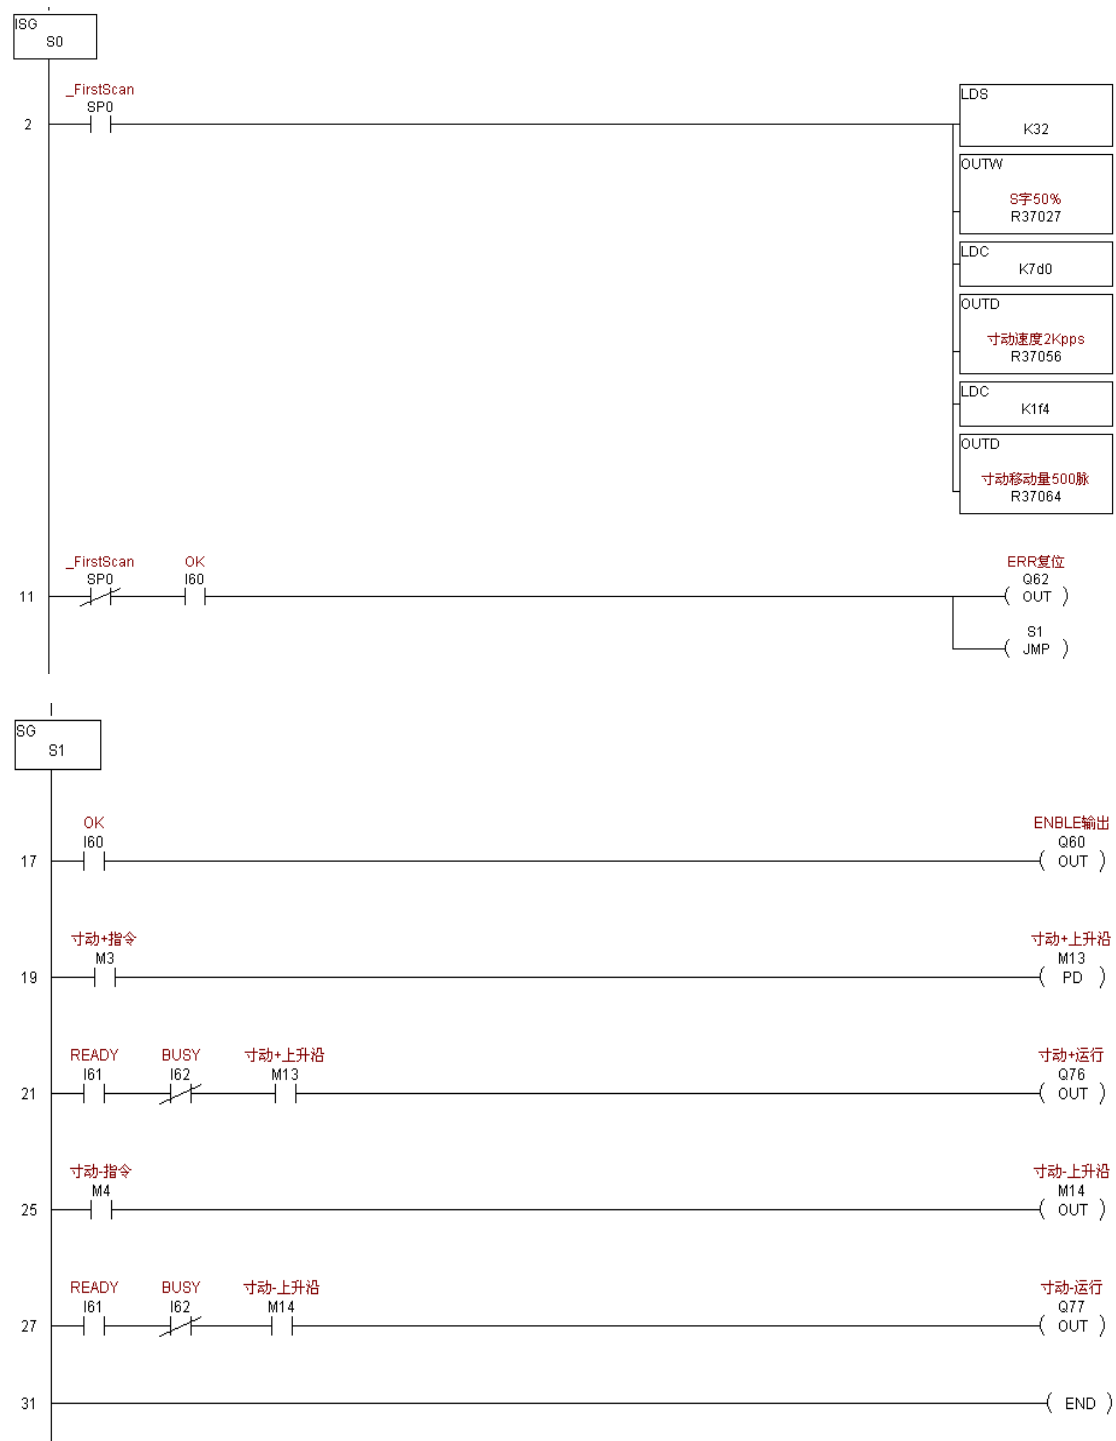 ISG
S0
_FirstScan
SP0
2
LDS
K32
OUTW
S字50%
R37027
LDC
K7d0
OUTD
寸动速度2Kpps
R37056
LDC
K1f4
OUTD
寸动移动量500脉
R37064
_FirstScan OK ERR复位
SP0 I60 Q62
11 ( OUT )
S1
( JMP )
SG
S1
OK ENBLE输出
I60 Q60
17 ( OUT )
寸动+指令 寸动+上升沿
M3 M13
19 ( PD )
READY BUSY 寸动+上升沿 寸动+运行
I61 I62 M13 Q76
21 ( OUT )
寸动-指令 寸动-上升沿
M4 M14
25 ( OUT )
READY BUSY 寸动-上升沿 寸动-运行
I61 I62 M14 Q77
27 ( OUT )
31 ( END )